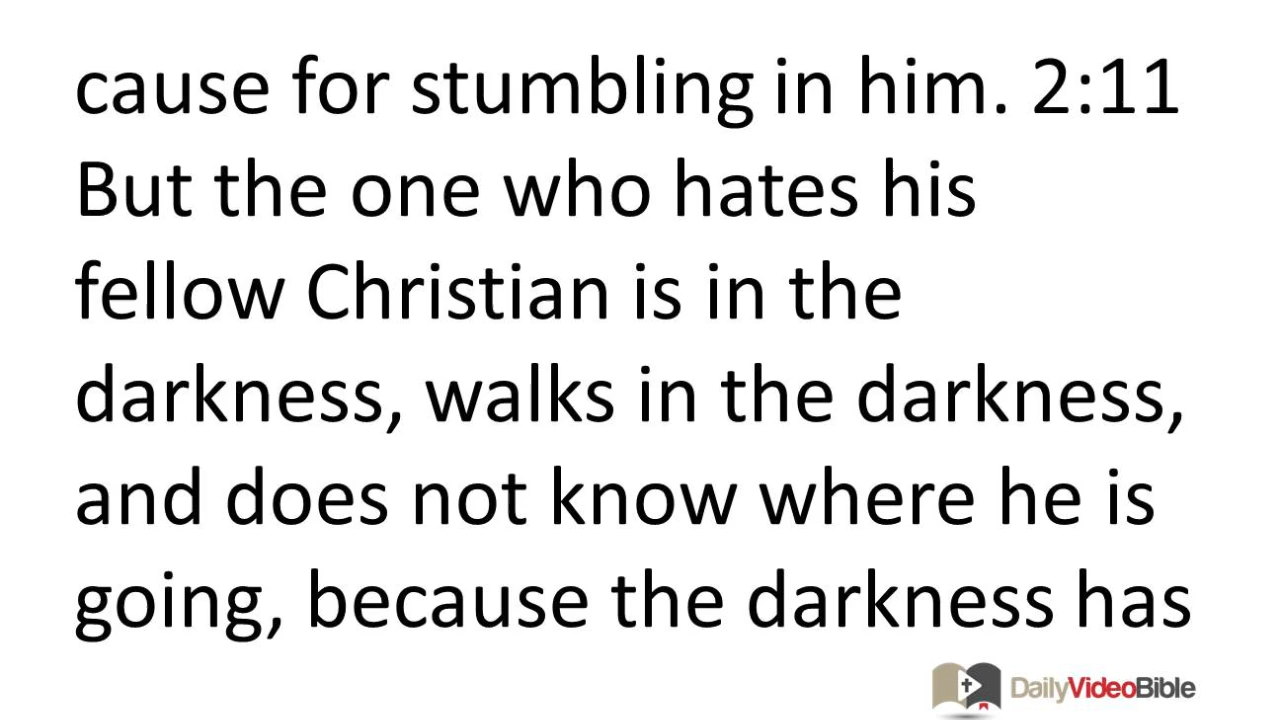 cause for stumbling in him. 2:11
But the one who hates his
fellow Christian is in the
darkness, walks in the darkness,
and does not know where he is
going, because the darkness has
DailyVideoBible